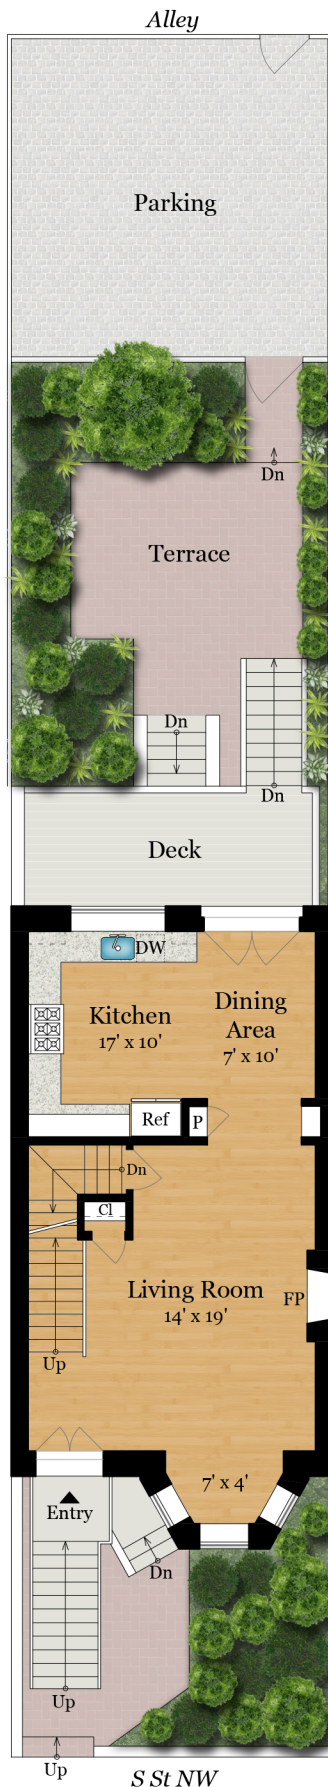 Alley
Parking
Dn
Terrace
Dn
Dn
Deck
DW
Kitchen
17' x 10'
Dining
Area
7' x 10'
Ref
P
Dn
Cl
Living Room
14' x 19'
FP
Up
7' x 4'
Entry
Dn
Up
Up
S St NW